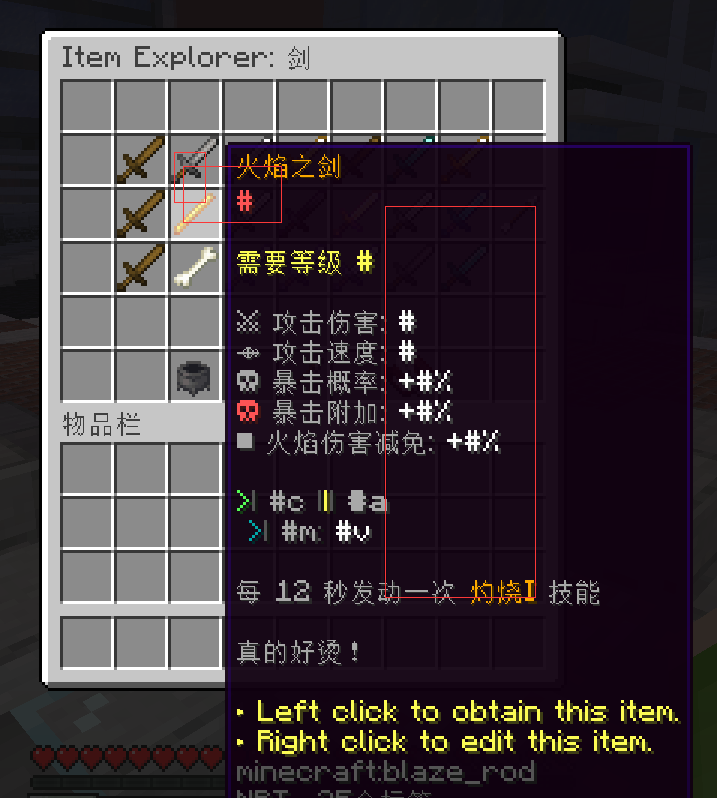 Item Explorer: 剑
火焰之剑
#
需要等级 #
攻击伤害: #
攻击速度: #
暴击概率: +#%
暴击附加: +#%
■ 火焰伤害减免: +#%
物品栏
>| #c || #a
>| #m: #v
每 12 秒发动一次 灼烧I 技能
真的好烫！
• Left click to obtain this item.
• Right click to edit this item.
minecraft:blaze_rod